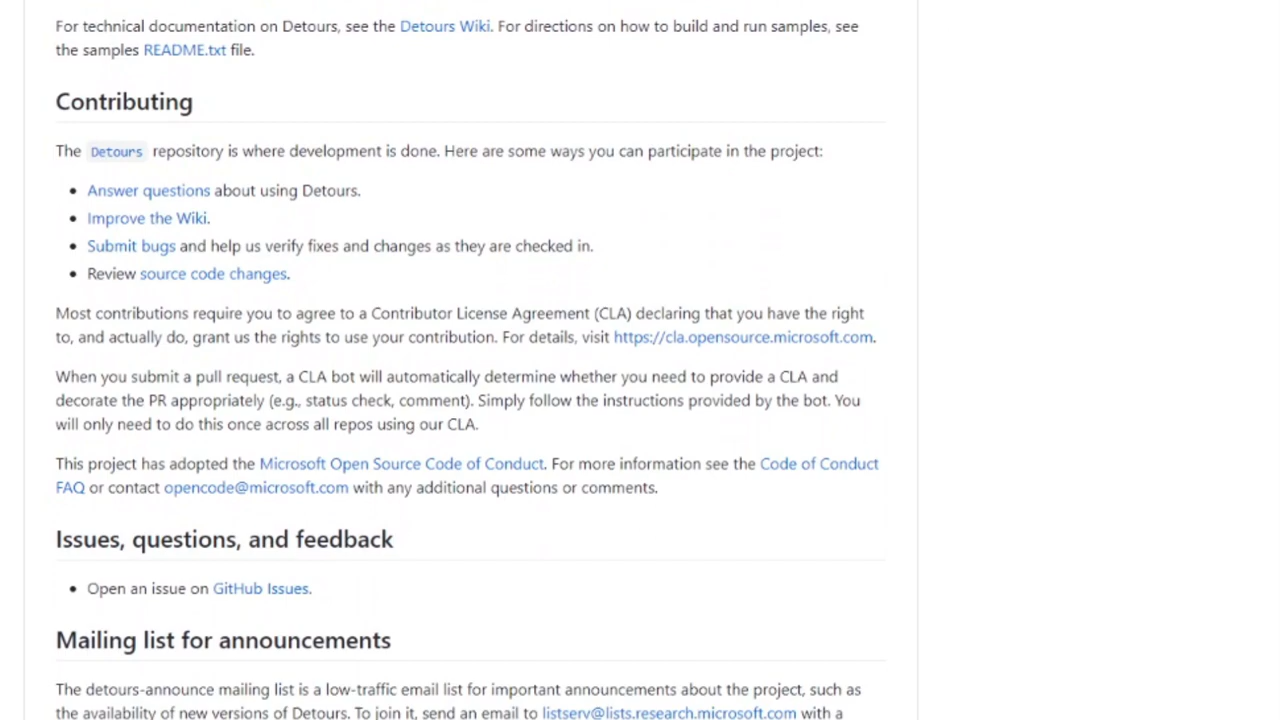 For technical documentation on Detours, see the Detours Wiki. For directions on how to build and run samples, see
the samples README.txt file.
Contributing
The Detours repository is where development is done. Here are some ways you can participate in the project:
• Answer questions about using Detours.
• Improve the Wiki.
• Submit bugs and help us verify fixes and changes as they are checked in.
• Review source code changes.
Most contributions require you to agree to a Contributor License Agreement (CLA) declaring that you have the right
to, and actually do, grant us the rights to use your contribution. For details, visit https://cla.opensource.microsoft.com.
When you submit a pull request, a CLA bot will automatically determine whether you need to provide a CLA and
decorate the PR appropriately (e.g., status check, comment). Simply follow the instructions provided by the bot. You
will only need to do this once across all repos using our CLA.
This project has adopted the Microsoft Open Source Code of Conduct. For more information see the Code of Conduct
FAQ or contact opencode@microsoft.com with any additional questions or comments.
Issues, questions, and feedback
• Open an issue on GitHub Issues.
Mailing list for announcements
The detours-announce mailing list is a low-traffic email list for important announcements about the project, such as
the availability of new versions of Detours. To join it, send an email to listserv@lists.research.microsoft.com with a